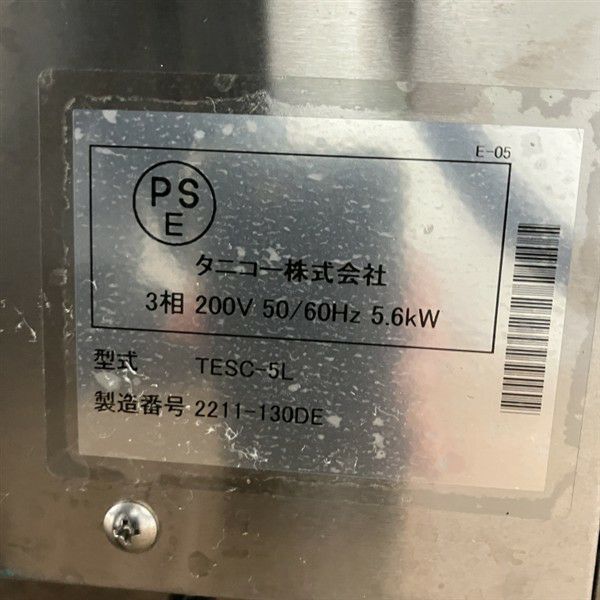 E-05
PS
E
タニコー株式会社
3相 200V 50/60Hz 5.6kW
型式 TESC-5L
製造番号 2211-130DE